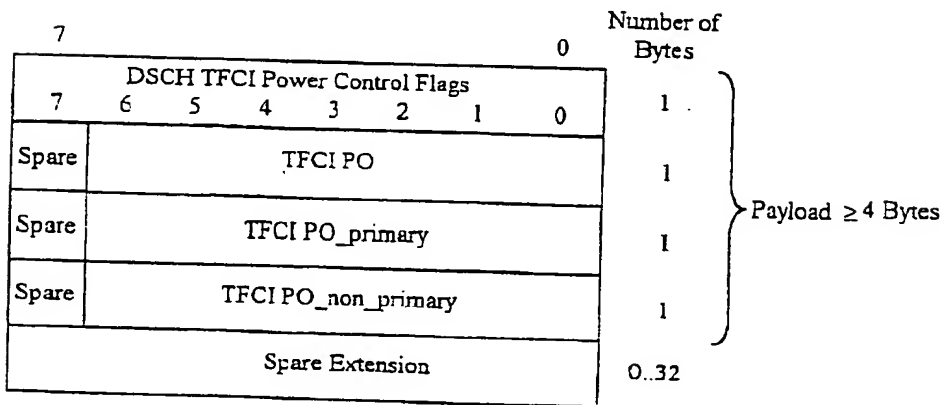 Number of
Bytes
7 0
DSCH TFCI Power Control Flags
7 6 5 4 3 2 1 0
1
Spare TFCI PO
1
Payload ≥ 4 Bytes
Spare TFCI PO_primary
1
Spare TFCI PO_non_primary
1
Spare Extension
0..32